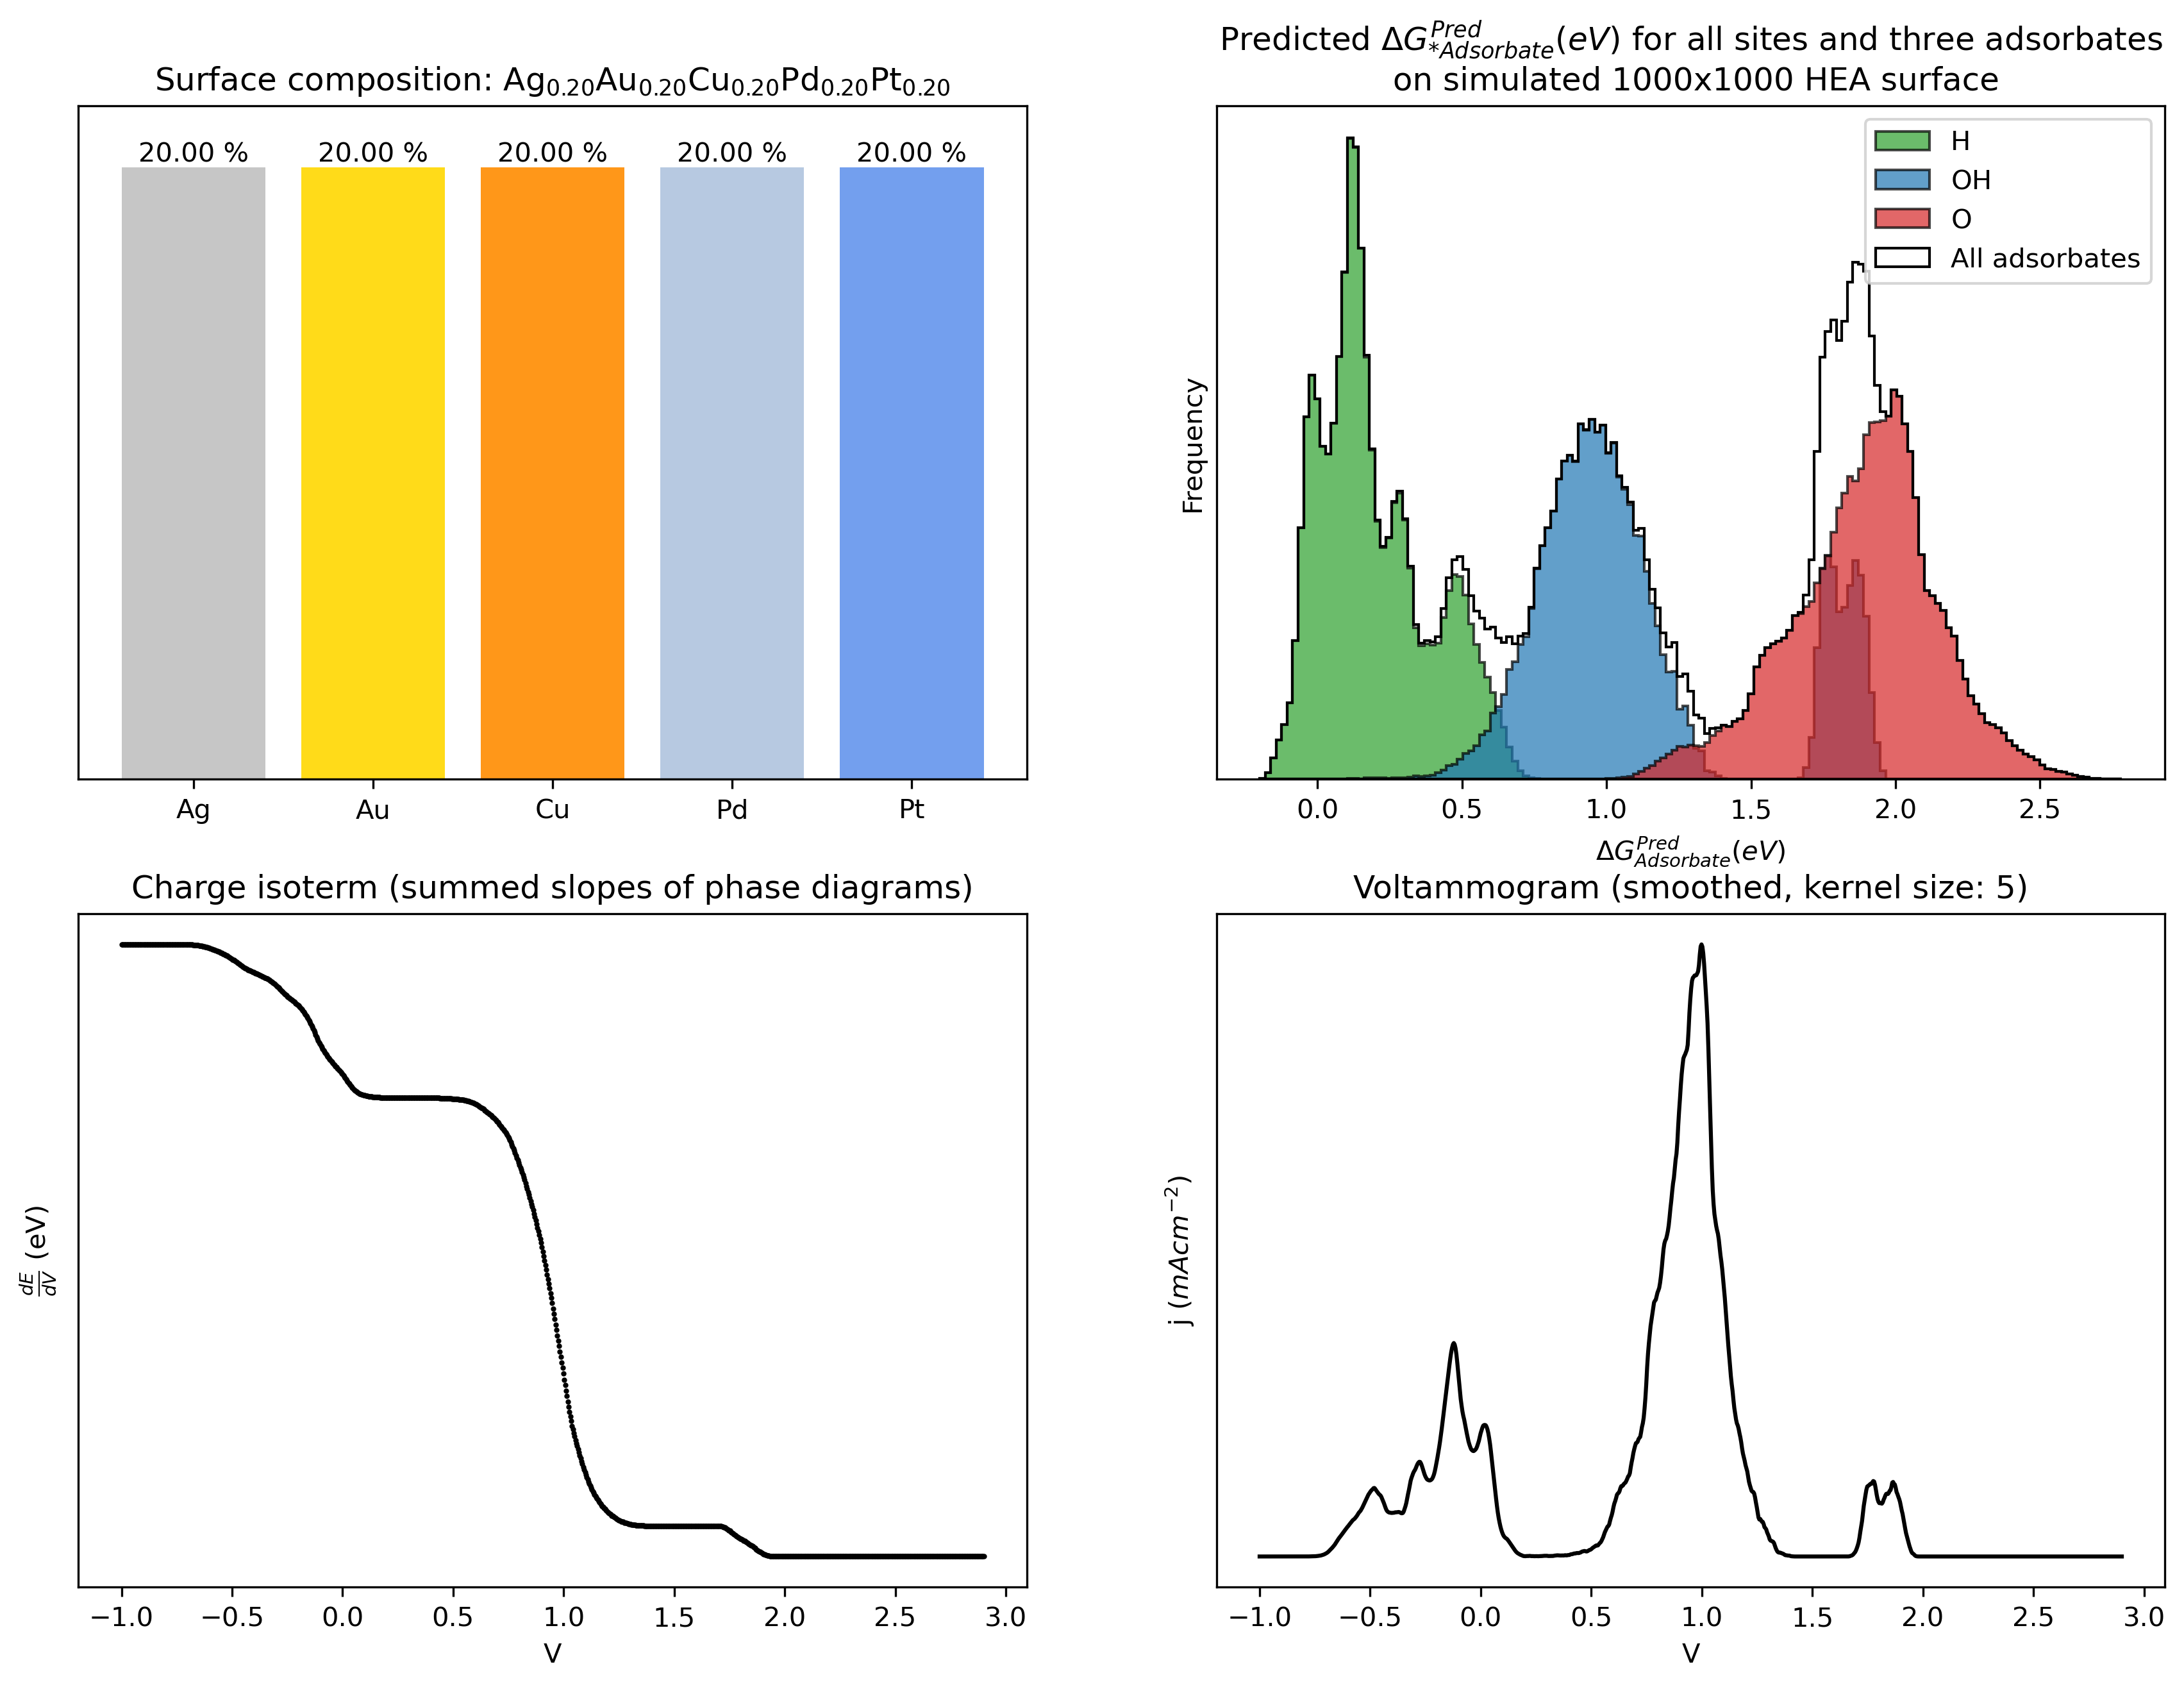 Surface composition: Ag0.20Au0.20Cu0.20Pd0.20Pt0.20
20.00 % 20.00 % 20.00 % 20.00 % 20.00 %
Ag Au Cu Pd Pt
Predicted ΔG^Pred_*Adsorbate(eV) for all sites and three adsorbates
on simulated 1000x1000 HEA surface
H
OH
O
All adsorbates
Frequency
0.0 0.5 1.0 1.5 2.0 2.5
ΔG^Pred_Adsorbate(eV)
Charge isoterm (summed slopes of phase diagrams)
dE/dV (eV)
−1.0 −0.5 0.0 0.5 1.0 1.5 2.0 2.5 3.0
V
Voltammogram (smoothed, kernel size: 5)
j (mAcm⁻²)
−1.0 −0.5 0.0 0.5 1.0 1.5 2.0 2.5 3.0
V